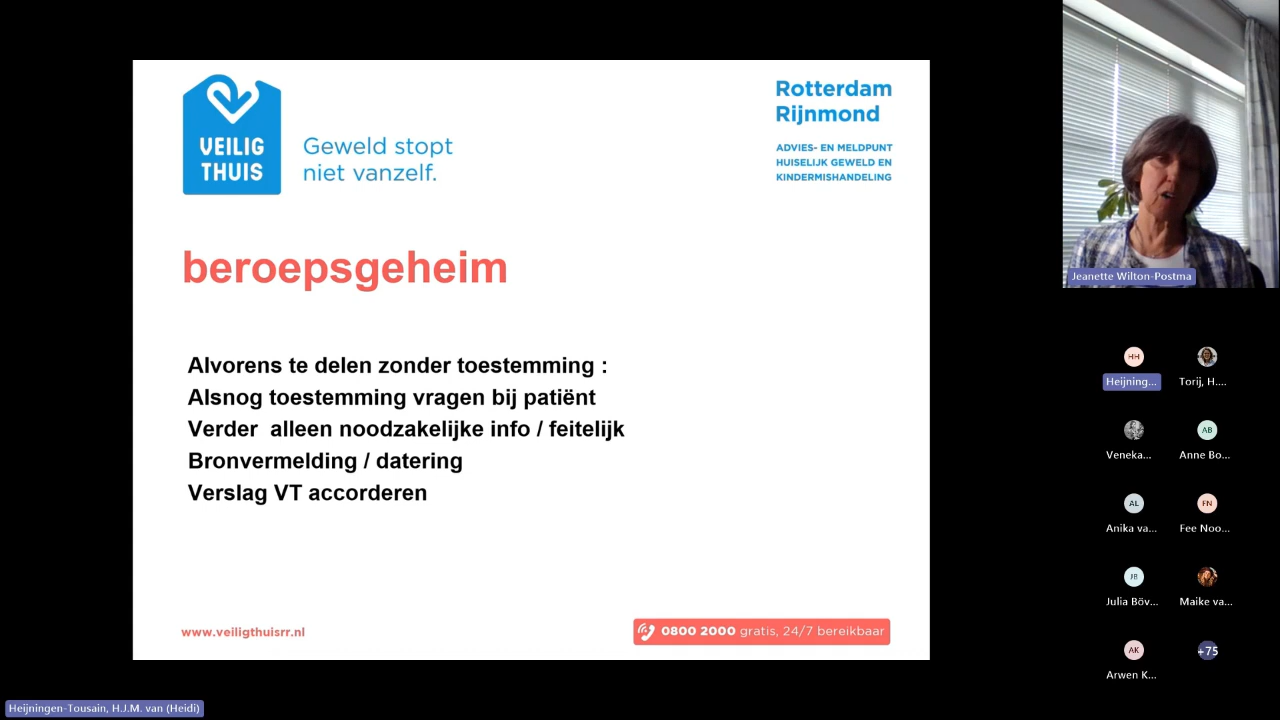 VEILIG
THUIS
Geweld stopt
niet vanzelf.
Rotterdam
Rijnmond
ADVIES- EN MELDPUNT
HUISELIJK GEWELD EN
KINDERMISHANDELING
beroepsgeheim
Alvorens te delen zonder toestemming :
Alsnog toestemming vragen bij patiënt
Verder  alleen noodzakelijke info / feitelijk
Bronvermelding / datering
Verslag VT accorderen
www.veiligthuisrr.nl
0800 2000 gratis, 24/7 bereikbaar
Jeanette Wilton-Postma
HH
Heijning...
Torij, H....
Veneka...
AB
Anne Bo...
AL
Anika va...
FN
Fee Noo...
JB
Julia Böv...
Maike va...
AK
Arwen K...
+75
Heijningen-Tousain, H.J.M. van (Heidi)